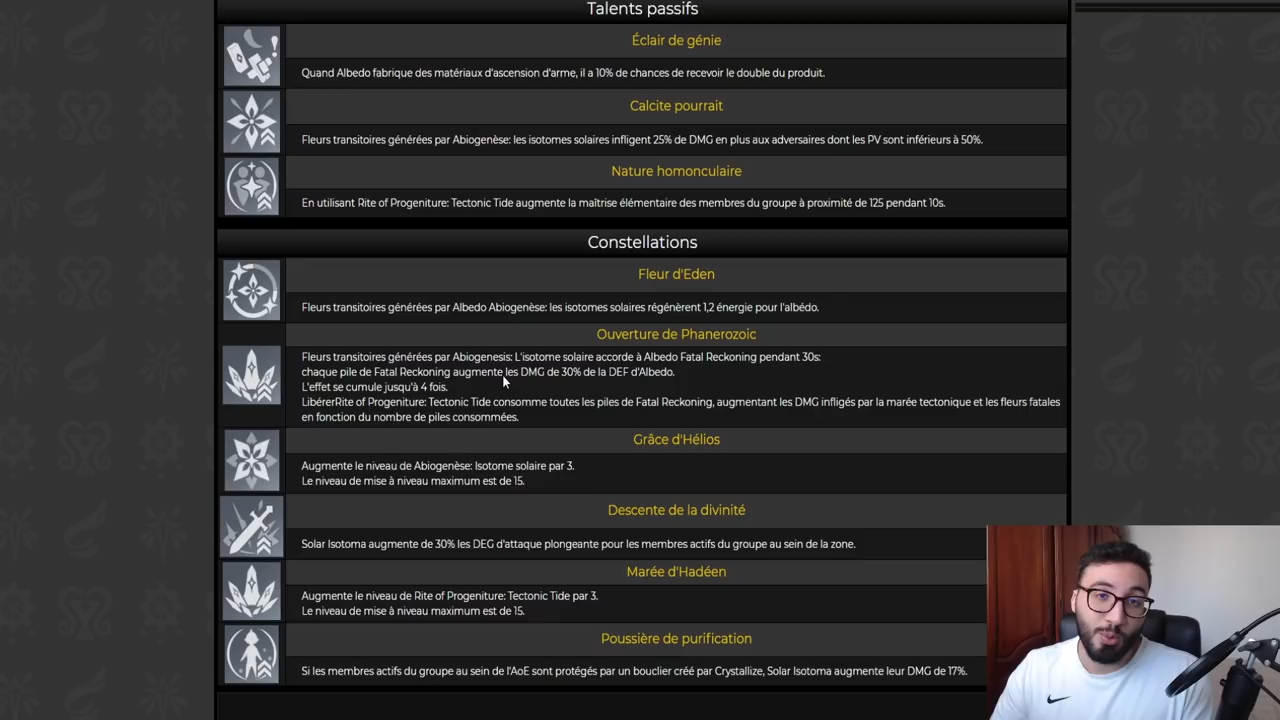 Talents passifs
Éclair de génie
Quand Albedo fabrique des matériaux d'ascension d'arme, il a 10% de chances de recevoir le double du produit.
Calcite pourrait
Fleurs transitoires générées par Abiogenèse: les isotomes solaires infligent 25% de DMG en plus aux adversaires dont les PV sont inférieurs à 50%.
Nature homonculaire
En utilisant Rite of Progeniture: Tectonic Tide augmente la maîtrise élémentaire des membres du groupe à proximité de 125 pendant 10s.
Constellations
Fleur d'Eden
Fleurs transitoires générées par Albedo Abiogenèse: les isotomes solaires régénèrent 1,2 énergie pour l'albédo.
Ouverture de Phanerozoic
Fleurs transitoires générées par Abiogenesis: L'isotome solaire accorde à Albedo Fatal Reckoning pendant 30s:
chaque pile de Fatal Reckoning augmente les DMG de 30% de la DEF d'Albedo.
L'effet se cumule jusqu'à 4 fois.
LibérerRite of Progeniture: Tectonic Tide consomme toutes les piles de Fatal Reckoning, augmentant les DMG infligés par la marée tectonique et les fleurs fatales
en fonction du nombre de piles consommées.
Grâce d'Hélios
Augmente le niveau de Abiogenèse: Isotome solaire par 3.
Le niveau de mise à niveau maximum est de 15.
Descente de la divinité
Solar Isotoma augmente de 30% les DEG d'attaque plongeante pour les membres actifs du groupe au sein de la zone.
Marée d'Hadéen
Augmente le niveau de Rite of Progeniture: Tectonic Tide par 3.
Le niveau de mise à niveau maximum est de 15.
Poussière de purification
Si les membres actifs du groupe au sein de l'AoE sont protégés par un bouclier créé par Crystallize, Solar Isotoma augmente leur DMG de 17%.